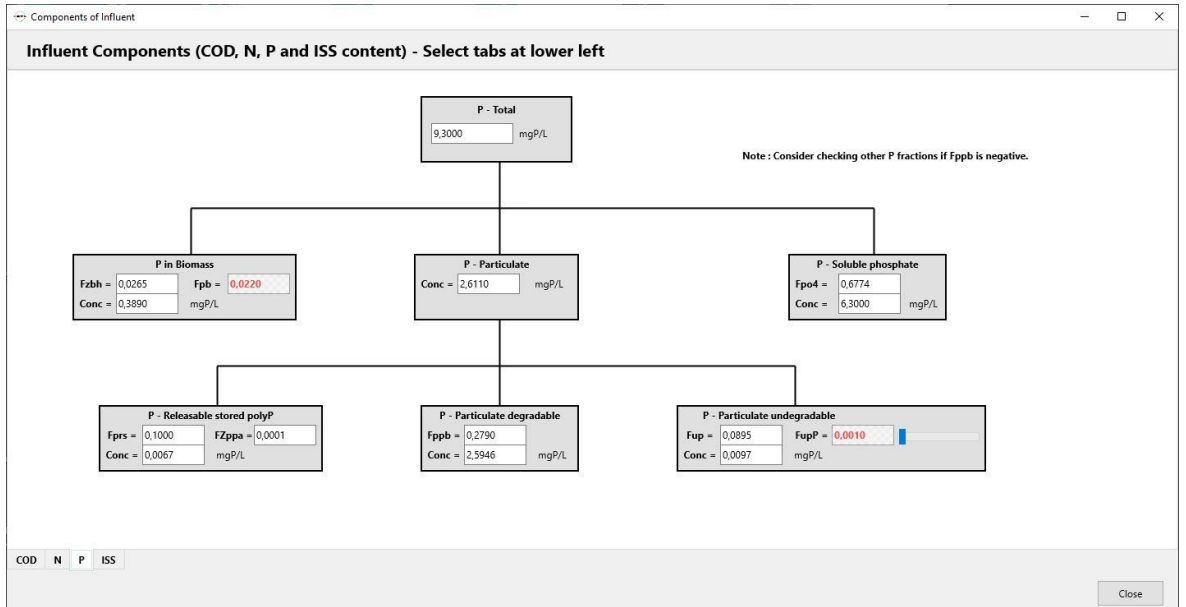 Components of Influent
Influent Components (COD, N, P and ISS content) - Select tabs at lower left
P - Total
9,3000 mgP/L
Note : Consider checking other P fractions if Fppb is negative.
P in Biomass
Fzbh = 0,0265 Fpb = 0,0220
Conc = 0,3890 mgP/L
P - Particulate
Conc = 2,6110 mgP/L
P - Soluble phosphate
Fpo4 = 0,6774
Conc = 6,3000 mgP/L
P - Releasable stored polyP
Fprs = 0,1000 FZppa = 0,0001
Conc = 0,0067 mgP/L
P - Particulate degradable
Fppb = 0,2790
Conc = 2,5946 mgP/L
P - Particulate undegradable
Fup = 0,0895 FupP = 0,0010
Conc = 0,0097 mgP/L
COD N P ISS
Close